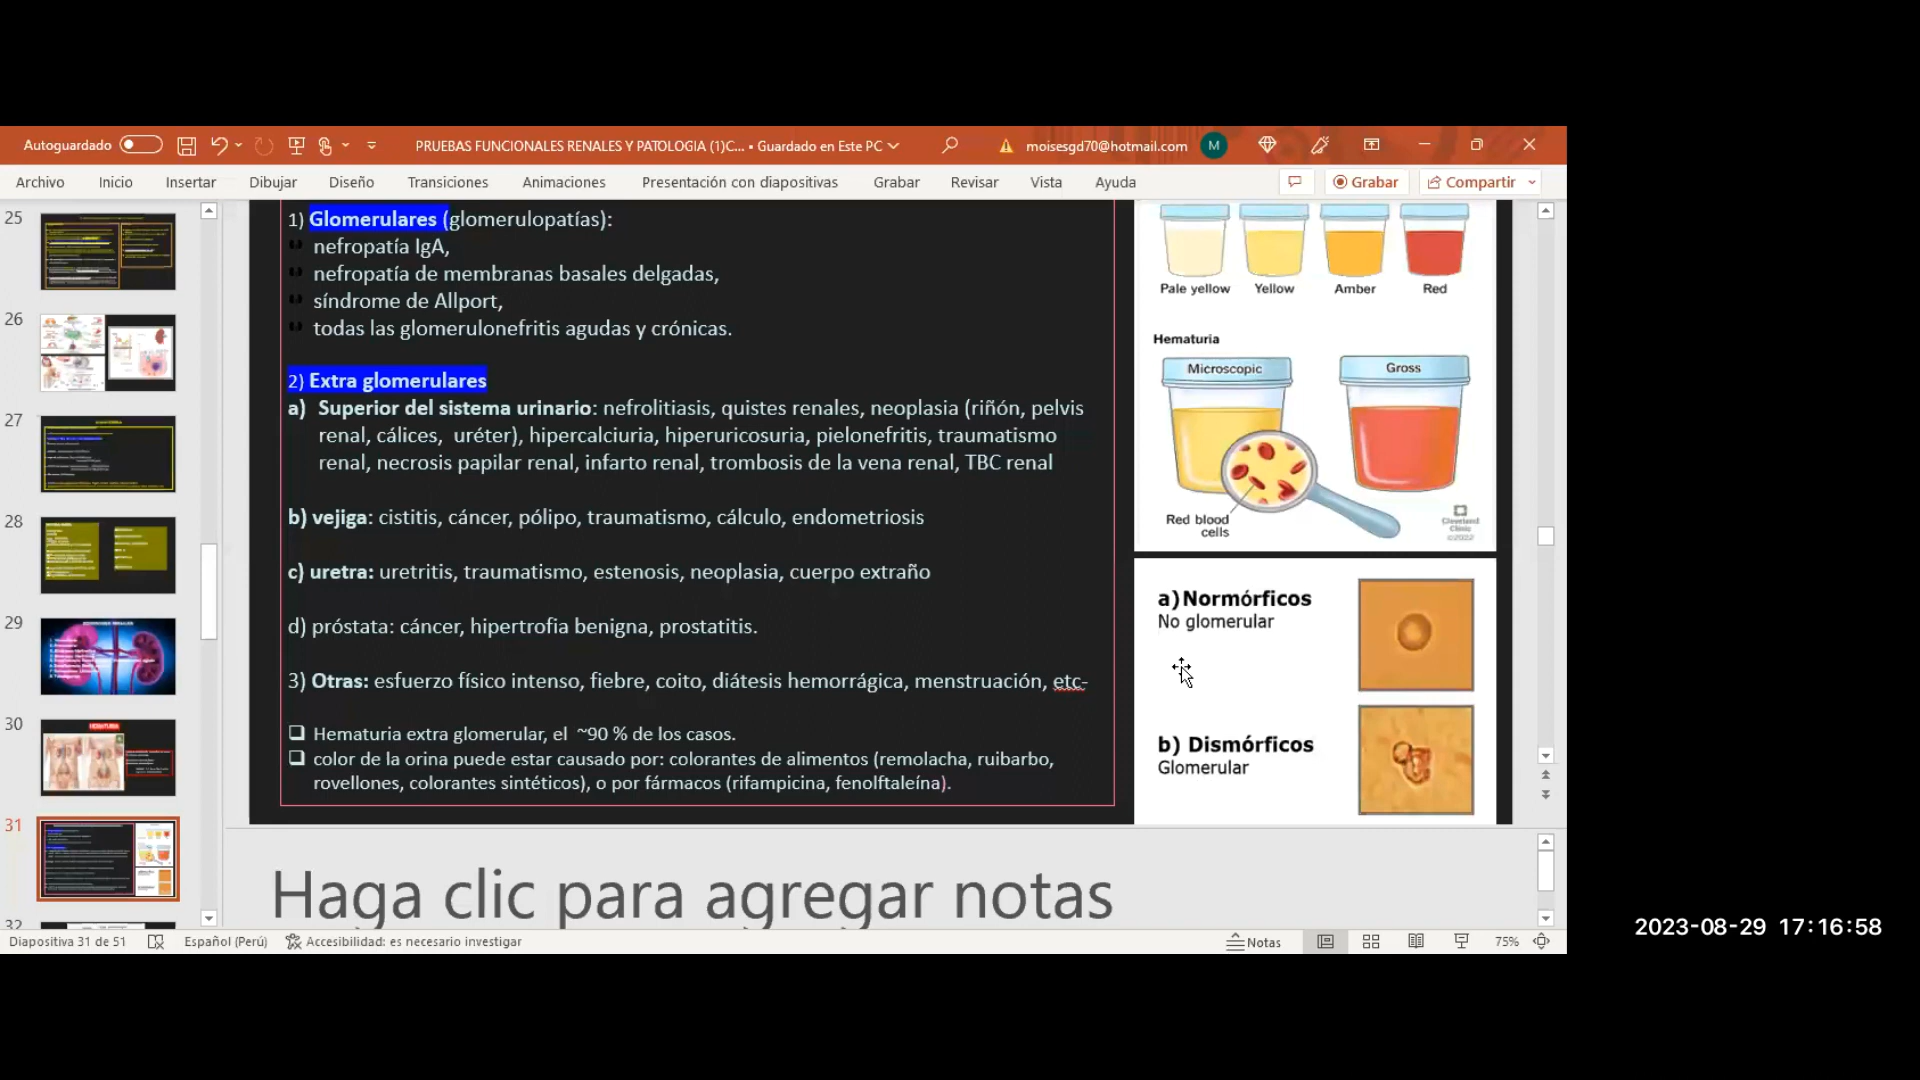 Autoguardado
PRUEBAS FUNCIONALES RENALES Y PATOLOGIA (1)C... • Guardado en Este PC
moisesgd70@hotmail.com
M
Archivo
Inicio
Insertar
Dibujar
Diseño
Transiciones
Animaciones
Presentación con diapositivas
Grabar
Revisar
Vista
Ayuda
Grabar
Compartir
25
26
27
28
29
30
31
32
1) Glomerulares (glomerulopatías):
nefropatía IgA,
nefropatía de membranas basales delgadas,
síndrome de Allport,
todas las glomerulonefritis agudas y crónicas.
2) Extra glomerulares
a) Superior del sistema urinario: nefrolitiasis, quistes renales, neoplasia (riñón, pelvis
renal, cálices, uréter), hipercalciuria, hiperuricosuria, pielonefritis, traumatismo
renal, necrosis papilar renal, infarto renal, trombosis de la vena renal, TBC renal
b) vejiga: cistitis, cáncer, pólipo, traumatismo, cálculo, endometriosis
c) uretra: uretritis, traumatismo, estenosis, neoplasia, cuerpo extraño
d) próstata: cáncer, hipertrofia benigna, prostatitis.
3) Otras: esfuerzo físico intenso, fiebre, coito, diátesis hemorrágica, menstruación, etc-
❑ Hematuria extra glomerular, el ~90 % de los casos.
❑ color de la orina puede estar causado por: colorantes de alimentos (remolacha, ruibarbo,
rovellones, colorantes sintéticos), o por fármacos (rifampicina, fenolftaleína).
Pale yellow
Yellow
Amber
Red
Hematuria
Microscopic
Gross
Red blood
cells
Cleveland
Clinic
©2022
a)Normórficos
No glomerular
b) Dismórficos
Glomerular
Haga clic para agregar notas
Diapositiva 31 de 51
Español (Perú)
Accesibilidad: es necesario investigar
Notas
75%
2023-08-29 17:16:58